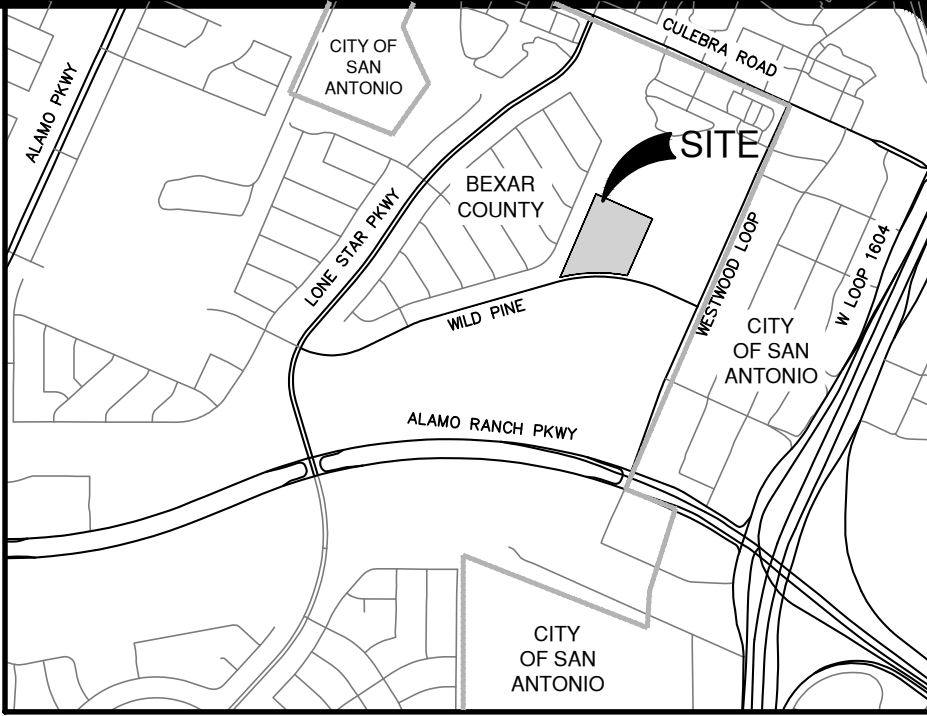 CULEBRA ROAD
CITY OF
SAN
ANTONIO
ALAMO PKWY
SITE
BEXAR
COUNTY
LONE STAR PKWY
WESTWOOD LOOP
W LOOP 1604
WILD PINE
CITY
OF SAN
ANTONIO
ALAMO RANCH PKWY
CITY
OF SAN
ANTONIO